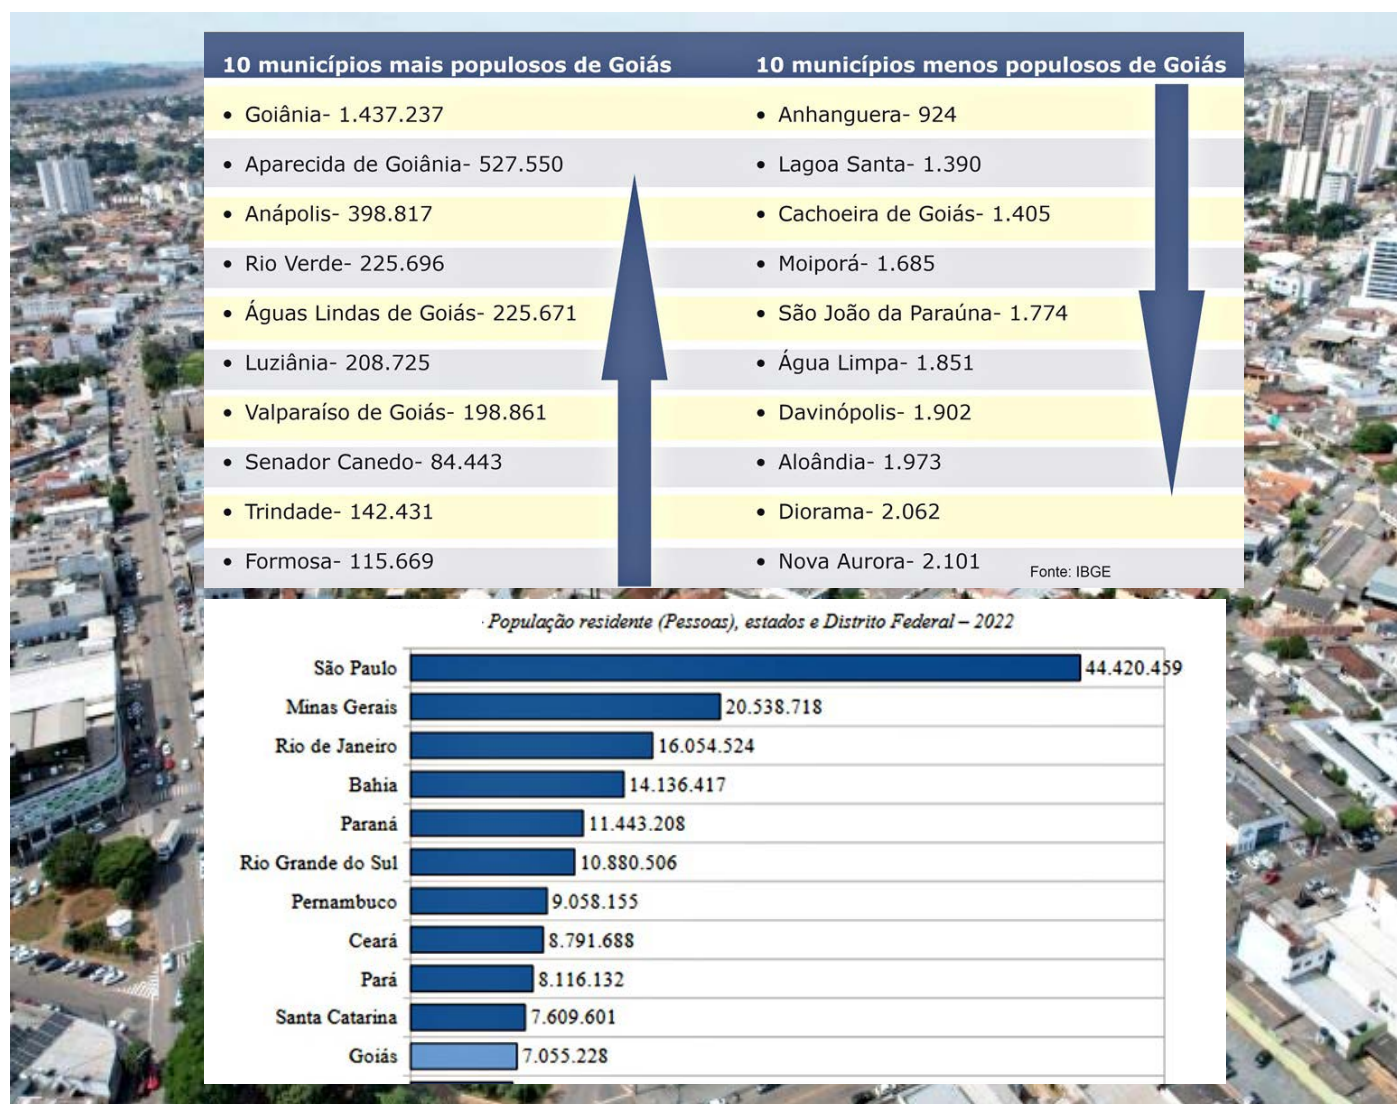 10 municípios mais populosos de Goiás
• Goiânia- 1.437.237
• Aparecida de Goiânia- 527.550
• Anápolis- 398.817
• Rio Verde- 225.696
• Águas Lindas de Goiás- 225.671
• Luziânia- 208.725
• Valparaíso de Goiás- 198.861
• Senador Canedo- 84.443
• Trindade- 142.431
• Formosa- 115.669
10 municípios menos populosos de Goiás
• Anhanguera- 924
• Lagoa Santa- 1.390
• Cachoeira de Goiás- 1.405
• Moiporá- 1.685
• São João da Paraúna- 1.774
• Água Limpa- 1.851
• Davinópolis- 1.902
• Aloândia- 1.973
• Diorama- 2.062
• Nova Aurora- 2.101
Fonte: IBGE
- População residente (Pessoas), estados e Distrito Federal – 2022
São Paulo 44.420.459
Minas Gerais 20.538.718
Rio de Janeiro 16.054.524
Bahia 14.136.417
Paraná 11.443.208
Rio Grande do Sul 10.880.506
Pernambuco 9.058.155
Ceará 8.791.688
Pará 8.116.132
Santa Catarina 7.609.601
Goiás 7.055.228